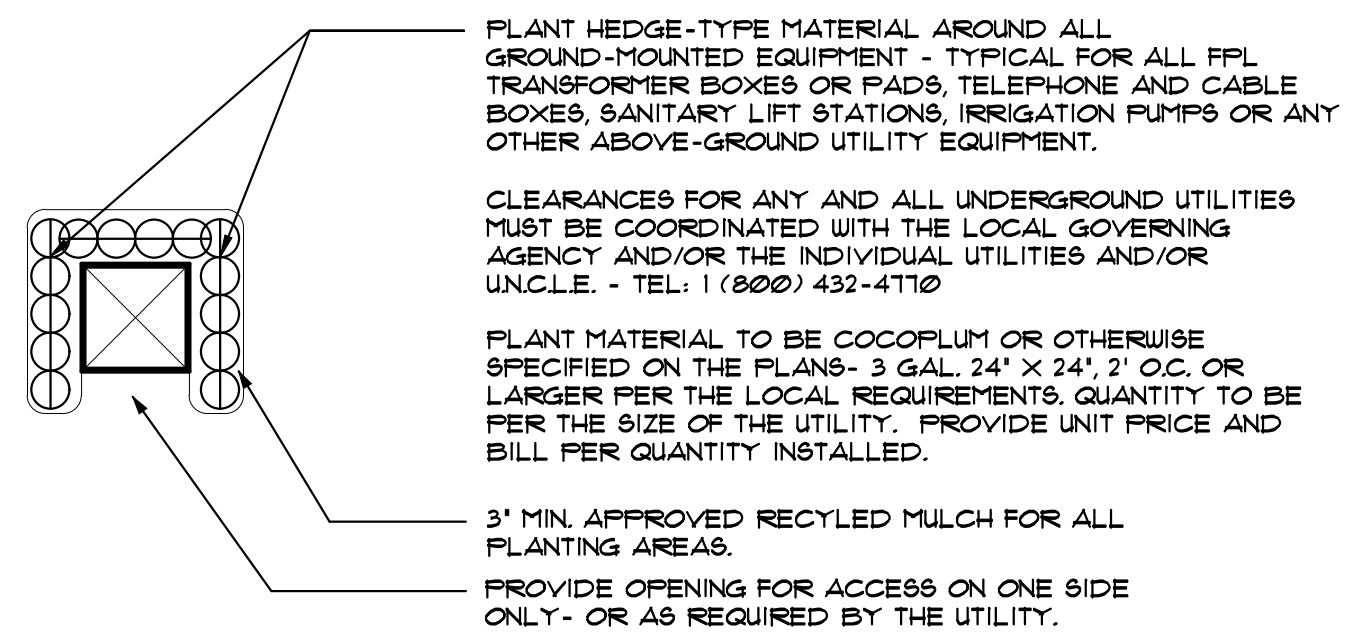 PLANT HEDGE-TYPE MATERIAL AROUND ALL
GROUND-MOUNTED EQUIPMENT - TYPICAL FOR ALL FPL
TRANSFORMER BOXES OR PADS, TELEPHONE AND CABLE
BOXES, SANITARY LIFT STATIONS, IRRIGATION PUMPS OR ANY
OTHER ABOVE-GROUND UTILITY EQUIPMENT.
CLEARANCES FOR ANY AND ALL UNDERGROUND UTILITIES
MUST BE COORDINATED WITH THE LOCAL GOVERNING
AGENCY AND/OR THE INDIVIDUAL UTILITIES AND/OR
U.N.C.L.E. - TEL: 1 (800) 432-4770
PLANT MATERIAL TO BE COCOPLUM OR OTHERWISE
SPECIFIED ON THE PLANS- 3 GAL. 24" X 24", 2' O.C. OR
LARGER PER THE LOCAL REQUIREMENTS. QUANTITY TO BE
PER THE SIZE OF THE UTILITY. PROVIDE UNIT PRICE AND
BILL PER QUANTITY INSTALLED.
3" MIN. APPROVED RECYLED MULCH FOR ALL
PLANTING AREAS.
PROVIDE OPENING FOR ACCESS ON ONE SIDE
ONLY- OR AS REQUIRED BY THE UTILITY.